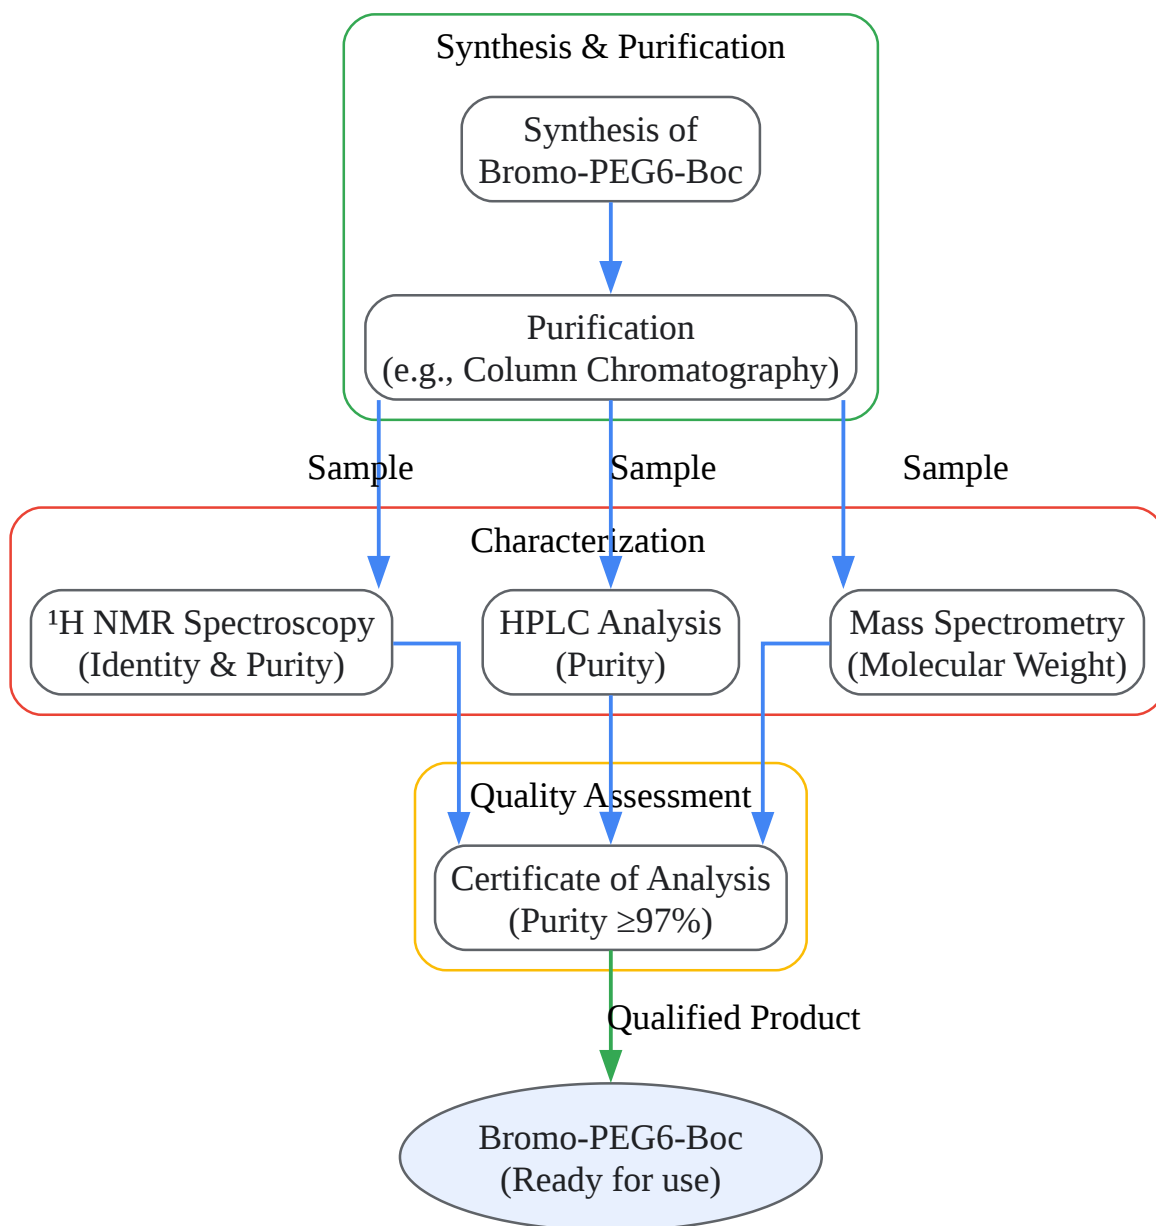 Synthesis & Purification
Synthesis of
Bromo-PEG6-Boc
Purification
(e.g., Column Chromatography)
Sample
Sample
Sample
Characterization
¹H NMR Spectroscopy
(Identity & Purity)
HPLC Analysis
(Purity)
Mass Spectrometry
(Molecular Weight)
Quality Assessment
Certificate of Analysis
(Purity ≥97%)
Qualified Product
Bromo-PEG6-Boc
(Ready for use)